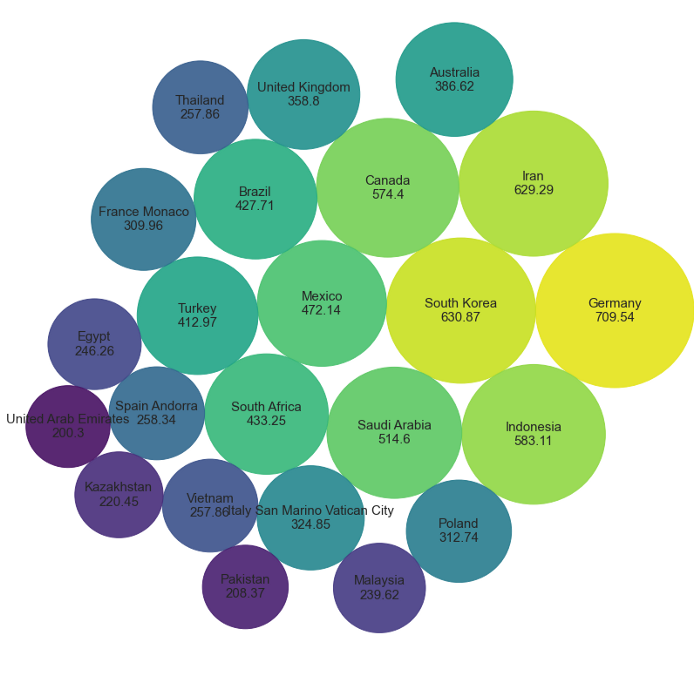 Australia
386.62
United Kingdom
358.8
Thailand
257.86
Canada
574.4
Iran
629.29
Brazil
427.71
France Monaco
309.96
Mexico
472.14
South Korea
630.87
Germany
709.54
Turkey
412.97
Egypt
246.26
Spain Andorra
258.34
South Africa
433.25
United Arab Emirates
200.3
Saudi Arabia
514.6
Indonesia
583.11
Kazakhstan
220.45
Vietnam
257.86
Italy San Marino Vatican City
324.85
Poland
312.74
Pakistan
208.37
Malaysia
239.62